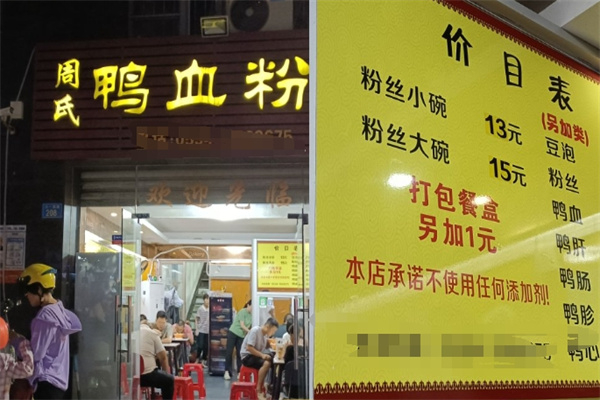 周氏
鸭血粉
欢迎光临
208
价目表
粉丝小碗 13元
粉丝大碗 15元
打包餐盒
另加1元
本店承诺不使用任何添加剂!
(另加类)
豆泡
粉丝
鸭血
鸭肝
鸭肠
鸭胗
鸭心